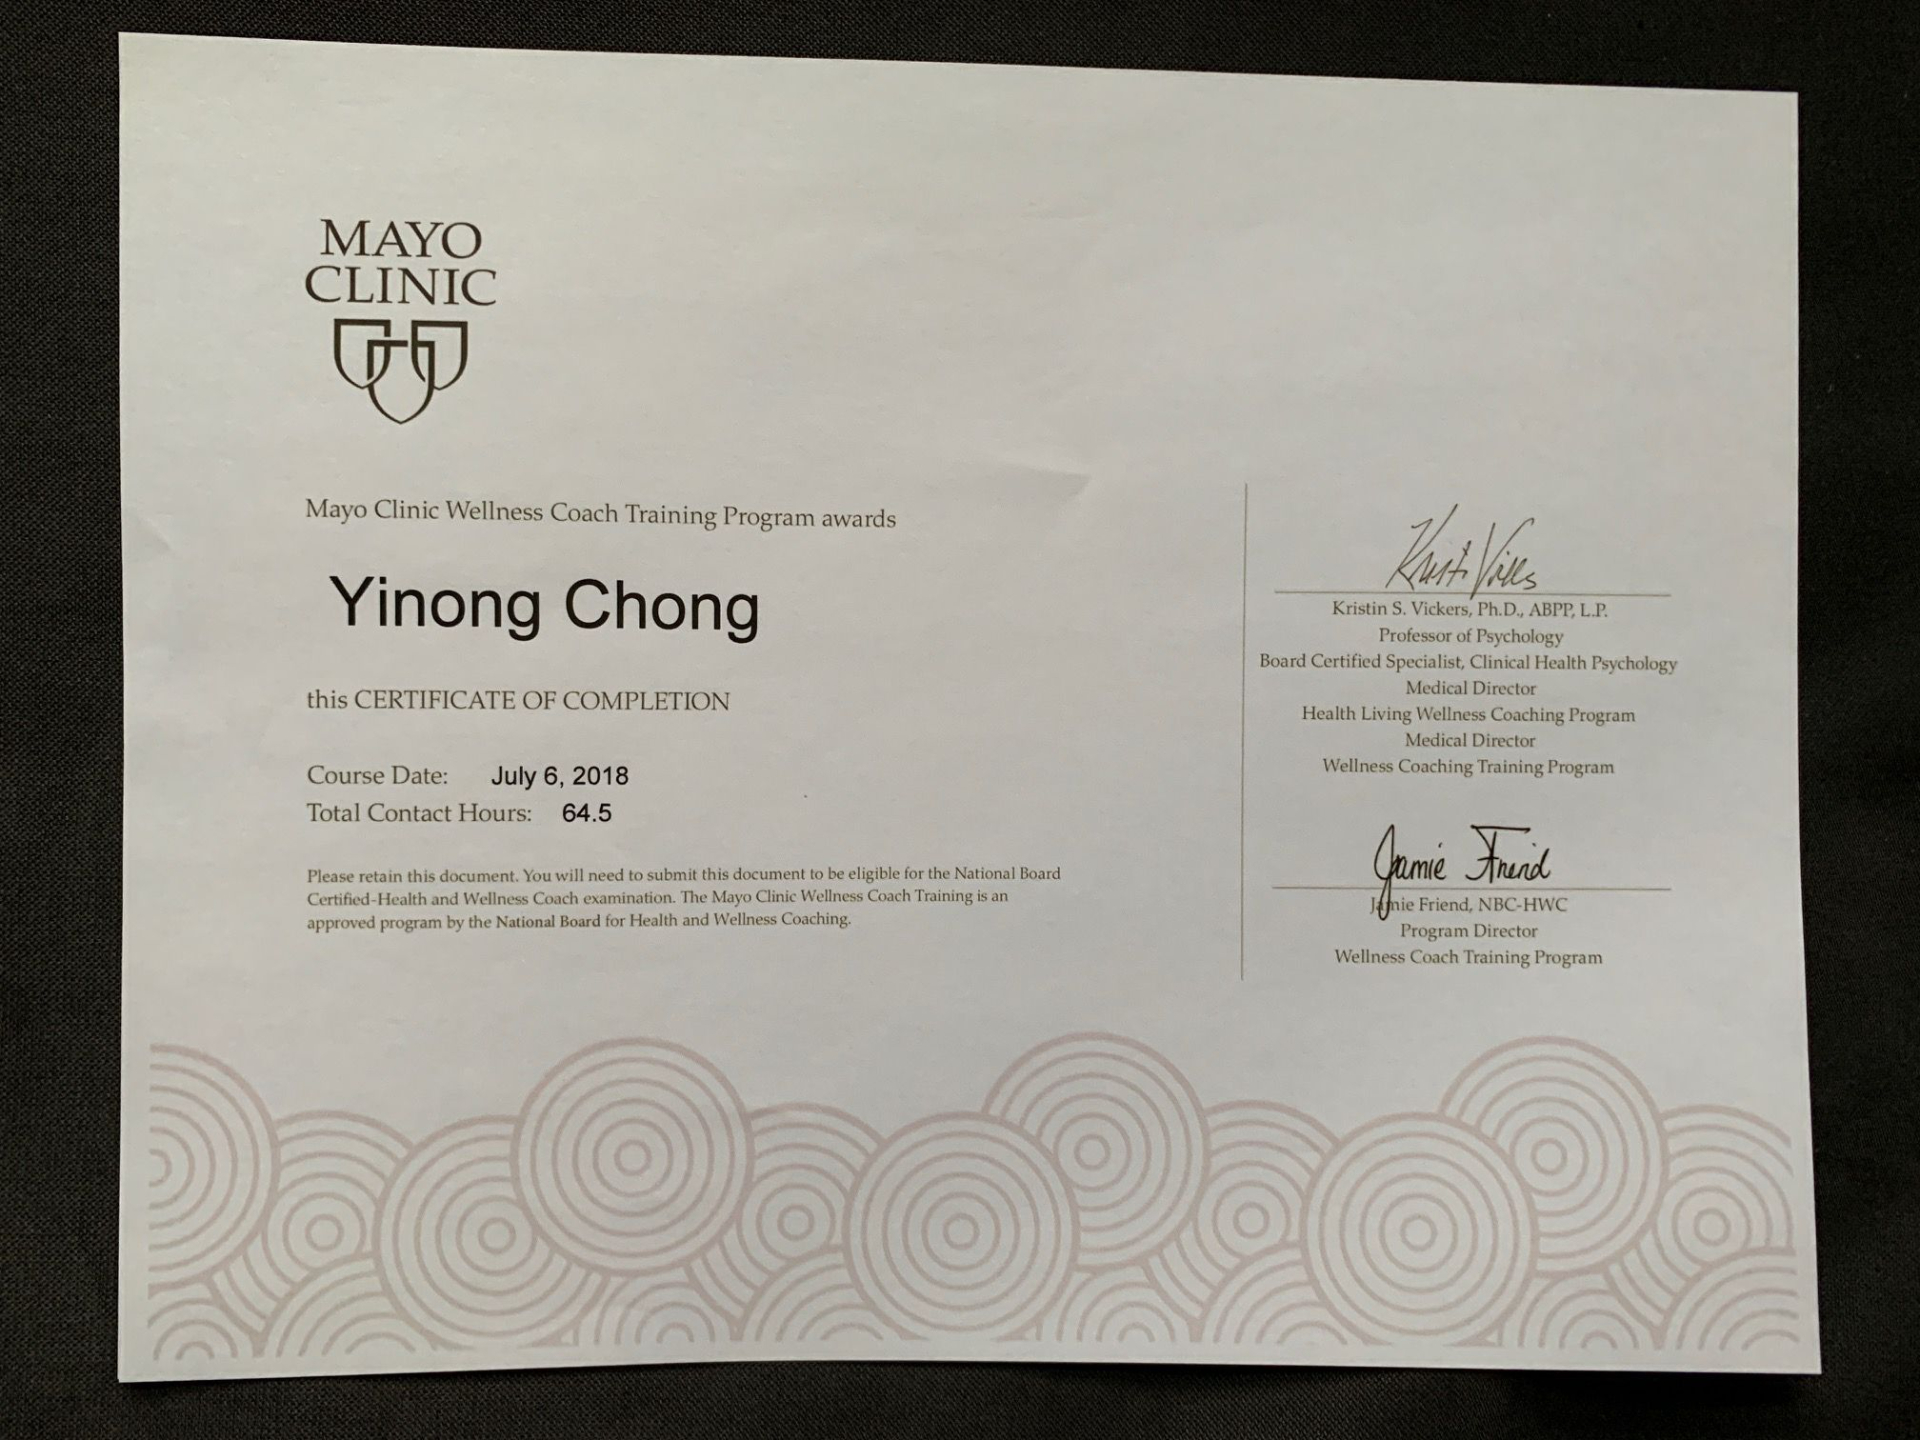 MAYO
CLINIC
Mayo Clinic Wellness Coach Training Program awards
Yinong Chong
this CERTIFICATE OF COMPLETION
Course Date: July 6, 2018
Total Contact Hours: 64.5
Please retain this document. You will need to submit this document to be eligible for the National Board
Certified-Health and Wellness Coach examination. The Mayo Clinic Wellness Coach Training is an
approved program by the National Board for Health and Wellness Coaching.
Kristin S. Vickers, Ph.D., ABPP, L.P.
Professor of Psychology
Board Certified Specialist, Clinical Health Psychology
Medical Director
Health Living Wellness Coaching Program
Medical Director
Wellness Coaching Training Program
Jamie Friend
Jamie Friend, NBC-HWC
Program Director
Wellness Coach Training Program